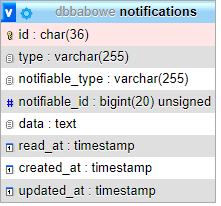 v dbbabowe notifications
id : char(36)
type : varchar(255)
notifiable_type : varchar(255)
# notifiable_id : bigint(20) unsigned
data : text
read_at : timestamp
created_at : timestamp
updated_at : timestamp